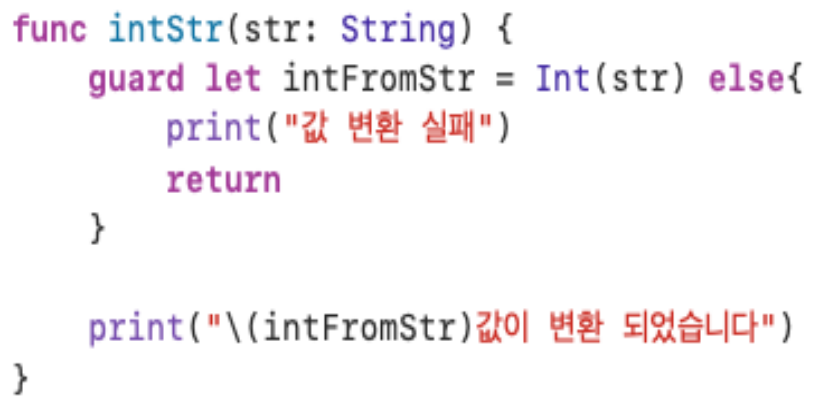 func intStr(str: String) {
    guard let intFromStr = Int(str) else{
        print("값 변환 실패")
        return
    }

    print("\(intFromStr)값이 변환 되었습니다")
}